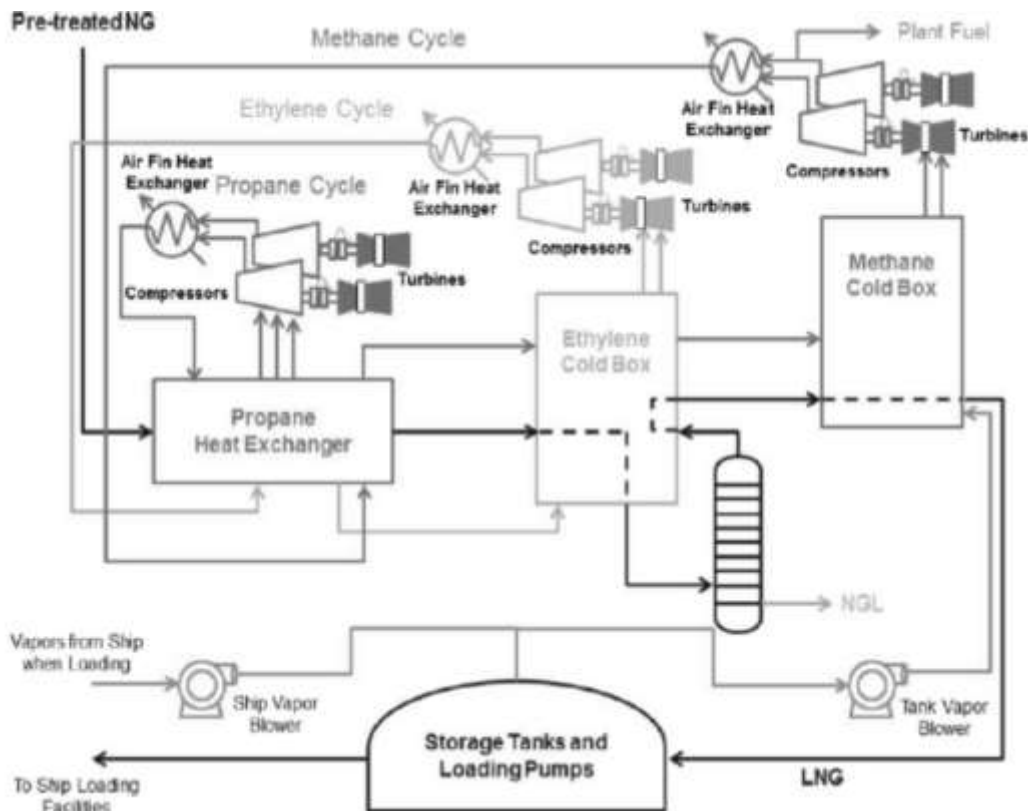 Pre-treated NG
Methane Cycle
Plant Fuel
Ethylene Cycle
Air Fin Heat
Exchanger
Turbines
Compressors
Air Fin Heat
Exchanger
Propane Cycle
Air Fin Heat
Exchanger
Turbines
Compressors
Turbines
Compressors
Methane
Cold Box
Ethylene
Cold Box
Propane
Heat Exchanger
NGL
Vapors from Ship
when Loading
Ship Vapor
Blower
Tank Vapor
Blower
Storage Tanks and
Loading Pumps
LNG
To Ship Loading
Facilities